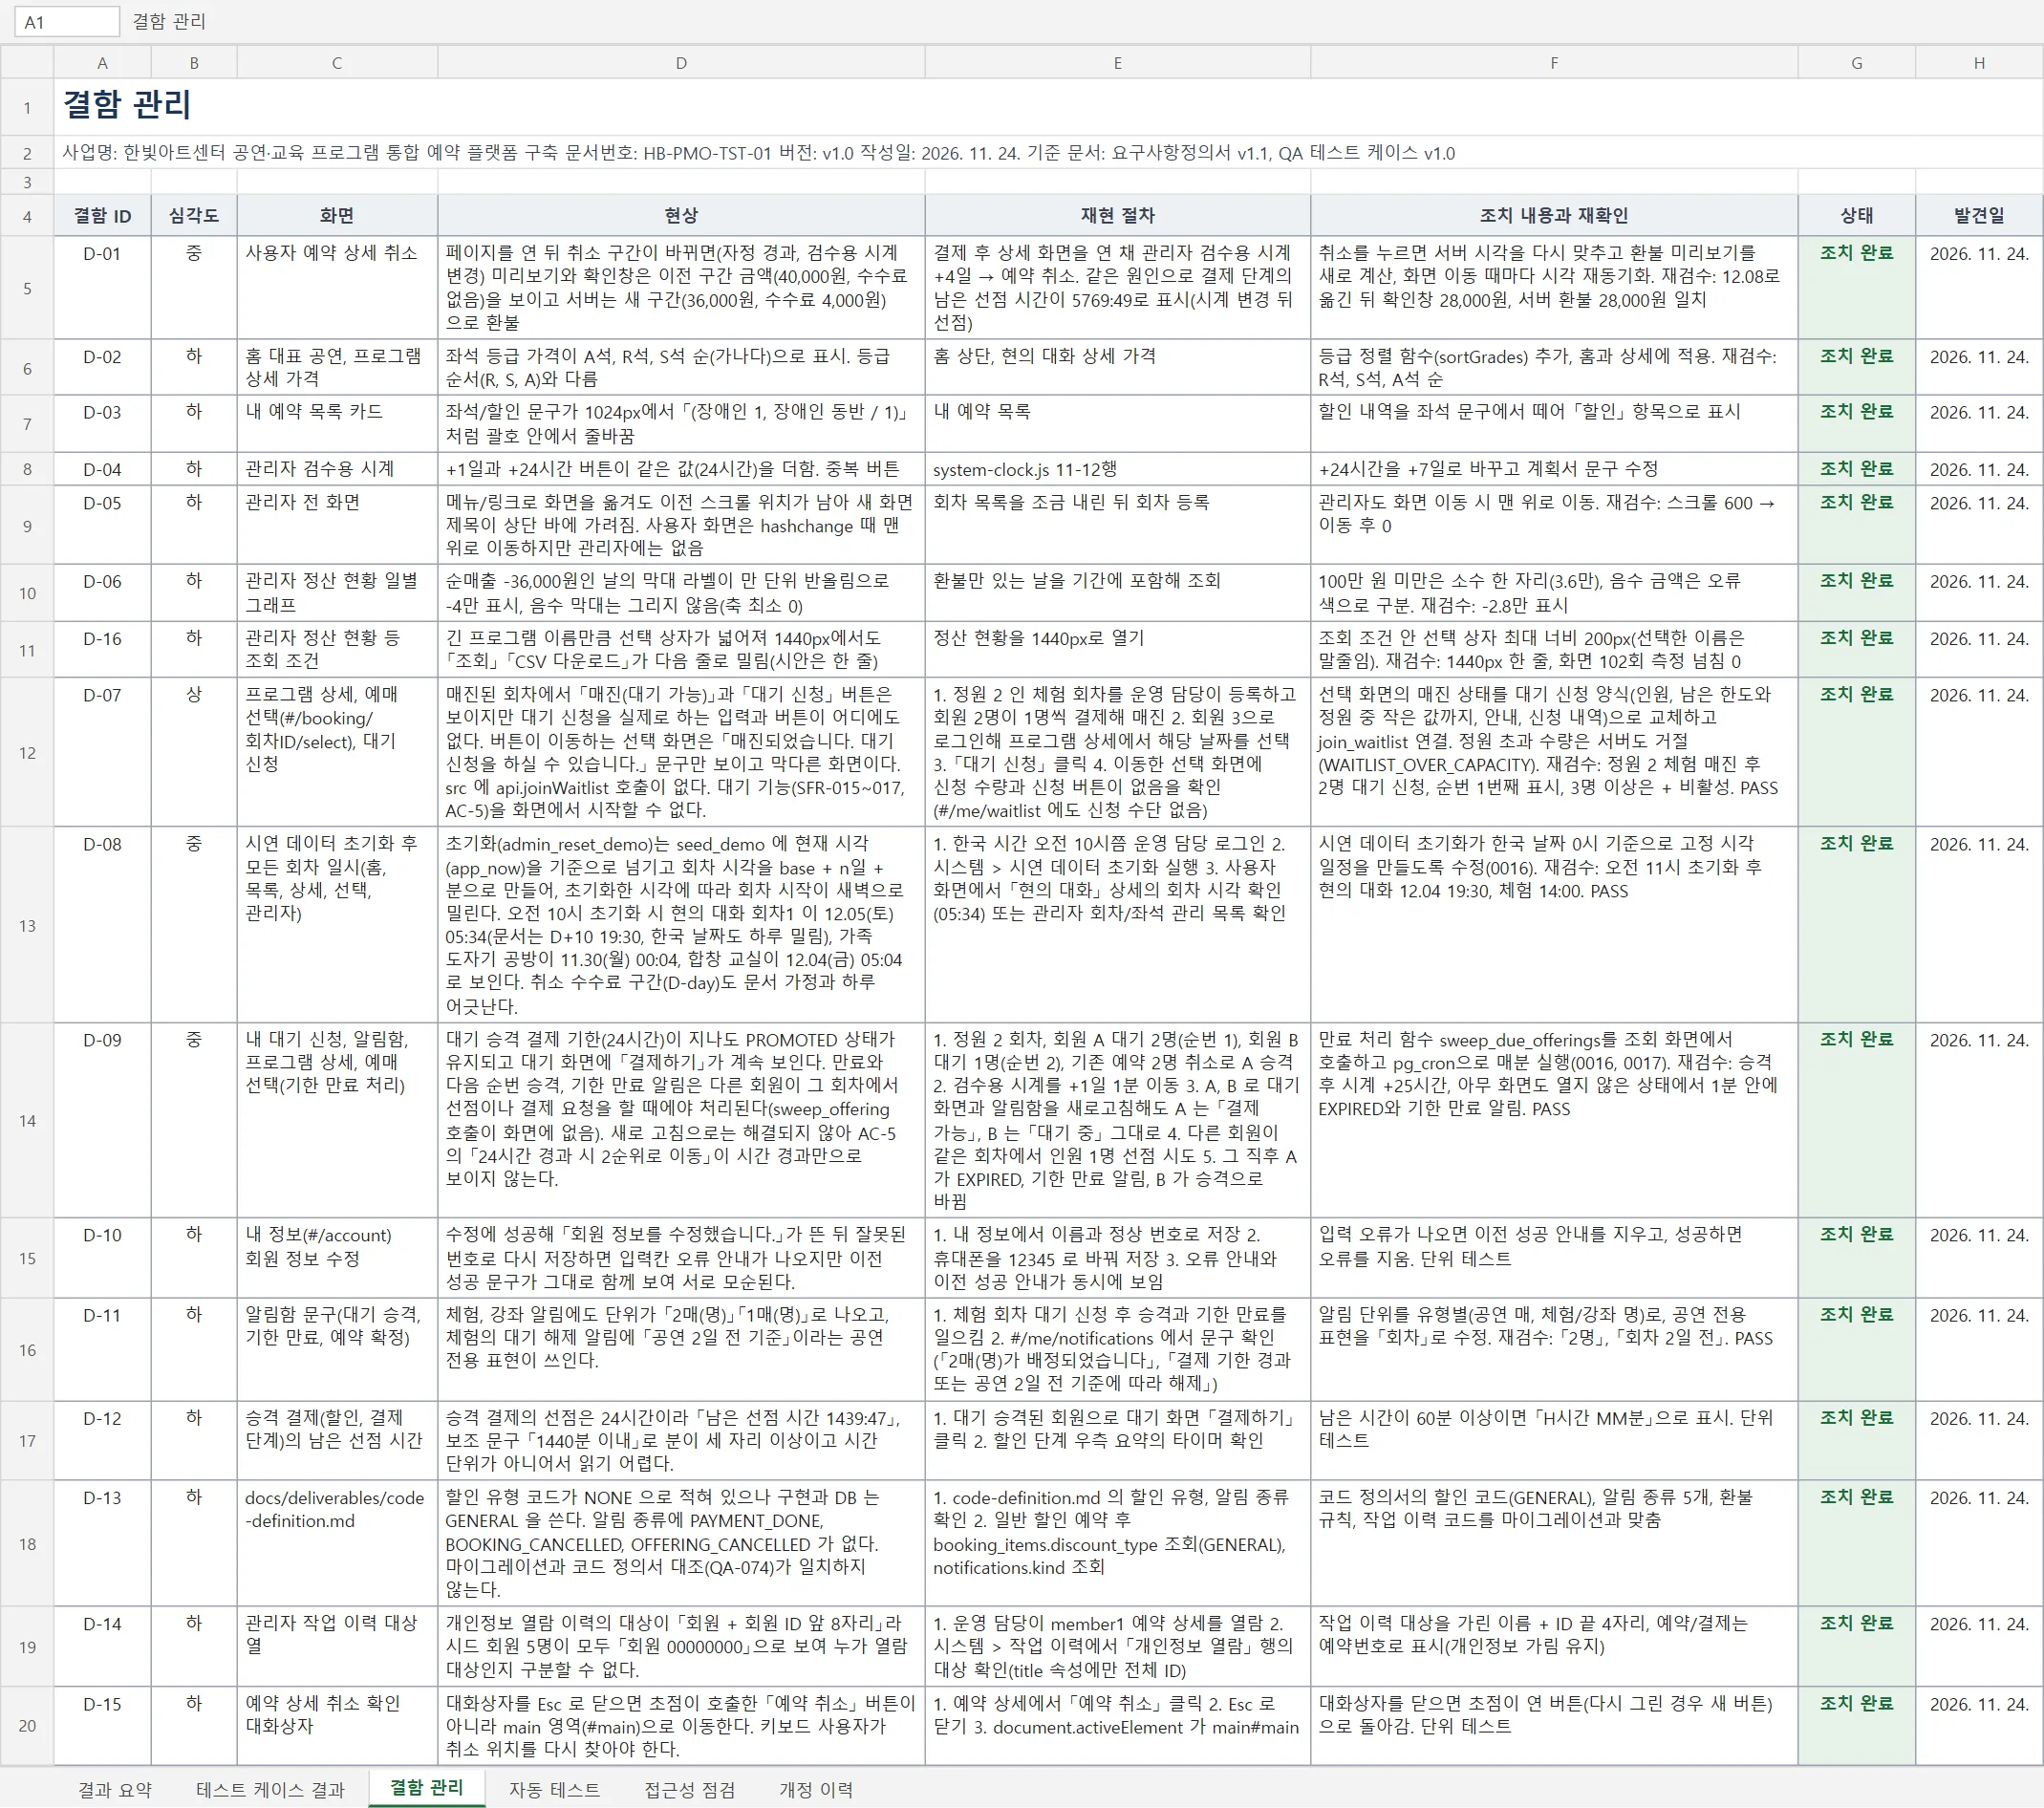 A1 결함 관리
A B C D E F G H
1 결함 관리
2 사업명: 한빛아트센터 공연·교육 프로그램 통합 예약 플랫폼 구축 문서번호: HB-PMO-TST-01 버전: v1.0 작성일: 2026. 11. 24. 기준 문서: 요구사항정의서 v1.1, QA 테스트 케이스 v1.0
3
4 결함 ID 심각도 화면 현상 재현 절차 조치 내용과 재확인 상태 발견일
5
D-01
중
사용자 예약 상세 취소
페이지를 연 뒤 취소 구간이 바뀌면(자정 경과, 검수용 시계
변경) 미리보기와 확인창은 이전 구간 금액(40,000원, 수수료
없음)을 보이고 서버는 새 구간(36,000원, 수수료 4,000원)
으로 환불
결제 후 상세 화면을 연 채 관리자 검수용 시계
+4일 → 예약 취소. 같은 원인으로 결제 단계의
남은 선점 시간이 5769:49로 표시(시계 변경 뒤
선점)
취소를 누르면 서버 시각을 다시 맞추고 환불 미리보기를
새로 계산, 화면 이동 때마다 시각 재동기화. 재검수: 12.08로
옮긴 뒤 확인창 28,000원, 서버 환불 28,000원 일치
조치 완료
2026. 11. 24.
6
D-02
하
홈 대표 공연, 프로그램
상세 가격
좌석 등급 가격이 A석, R석, S석 순(가나다)으로 표시. 등급
순서(R, S, A)와 다름
홈 상단, 현의 대화 상세 가격
등급 정렬 함수(sortGrades) 추가, 홈과 상세에 적용. 재검수:
R석, S석, A석 순
조치 완료
2026. 11. 24.
7
D-03
하
내 예약 목록 카드
좌석/할인 문구가 1024px에서 「(장애인 1, 장애인 동반 / 1)」
처럼 괄호 안에서 줄바꿈
내 예약 목록
할인 내역을 좌석 문구에서 떼어 「할인」 항목으로 표시
조치 완료
2026. 11. 24.
8
D-04
하
관리자 검수용 시계
+1일과 +24시간 버튼이 같은 값(24시간)을 더함. 중복 버튼
system-clock.js 11-12행
+24시간을 +7일로 바꾸고 계획서 문구 수정
조치 완료
2026. 11. 24.
9
D-05
하
관리자 전 화면
메뉴/링크로 화면을 옮겨도 이전 스크롤 위치가 남아 새 화면
제목이 상단 바에 가려짐. 사용자 화면은 hashchange 때 맨
위로 이동하지만 관리자에는 없음
회차 목록을 조금 내린 뒤 회차 등록
관리자도 화면 이동 시 맨 위로 이동. 재검수: 스크롤 600 →
이동 후 0
조치 완료
2026. 11. 24.
10
D-06
하
관리자 정산 현황 일별
그래프
순매출 -36,000원인 날의 막대 라벨이 만 단위 반올림으로
-4만 표시, 음수 막대는 그리지 않음(축 최소 0)
환불만 있는 날을 기간에 포함해 조회
100만 원 미만은 소수 한 자리(3.6만), 음수 금액은 오류
색으로 구분. 재검수: -2.8만 표시
조치 완료
2026. 11. 24.
11
D-16
하
관리자 정산 현황 등
조회 조건
긴 프로그램 이름만큼 선택 상자가 넓어져 1440px에서도
「조회」「CSV 다운로드」가 다음 줄로 밀림(시안은 한 줄)
정산 현황을 1440px로 열기
조회 조건 안 선택 상자 최대 너비 200px(선택한 이름은
말줄임). 재검수: 1440px 한 줄, 화면 102회 측정 넘침 0
조치 완료
2026. 11. 24.
12
D-07
상
프로그램 상세, 예매
선택(#/booking/
회차ID/select), 대기
신청
매진된 회차에서 「매진(대기 가능)」과 「대기 신청」 버튼은
보이지만 대기 신청을 실제로 하는 입력과 버튼이 어디에도
없다. 버튼이 이동하는 선택 화면은 「매진되었습니다. 대기
신청을 하실 수 있습니다.」 문구만 보이고 막다른 화면이다.
src 에 api.joinWaitlist 호출이 없다. 대기 기능(SFR-015~017,
AC-5)을 화면에서 시작할 수 없다.
1. 정원 2 인 체험 회차를 운영 담당이 등록하고
회원 2명이 1명씩 결제해 매진 2. 회원 3으로
로그인해 프로그램 상세에서 해당 날짜를 선택
3. 「대기 신청」 클릭 4. 이동한 선택 화면에
신청 수량과 신청 버튼이 없음을 확인
(#/me/waitlist 에도 신청 수단 없음)
선택 화면의 매진 상태를 대기 신청 양식(인원, 남은 한도와
정원 중 작은 값까지, 안내, 신청 내역)으로 교체하고
join_waitlist 연결. 정원 초과 수량은 서버도 거절
(WAITLIST_OVER_CAPACITY). 재검수: 정원 2 체험 매진 후
2명 대기 신청, 순번 1번째 표시, 3명 이상은 + 비활성. PASS
조치 완료
2026. 11. 24.
13
D-08
중
시연 데이터 초기화 후
모든 회차 일시(홈,
목록, 상세, 선택,
관리자)
초기화(admin_reset_demo)는 seed_demo 에 현재 시각
(app_now)을 기준으로 넘기고 회차 시각을 base + n일 +
분으로 만들어, 초기화한 시각에 따라 회차 시작이 새벽으로
밀린다. 오전 10시 초기화 시 현의 대화 회차1 이 12.05(토)
05:34(문서는 D+10 19:30, 한국 날짜도 하루 밀림), 가족
도자기 공방이 11.30(월) 00:04, 합창 교실이 12.04(금) 05:04
로 보인다. 취소 수수료 구간(D-day)도 문서 가정과 하루
어긋난다.
1. 한국 시간 오전 10시쯤 운영 담당 로그인 2.
시스템 > 시연 데이터 초기화 실행 3. 사용자
화면에서 「현의 대화」 상세의 회차 시각 확인
(05:34) 또는 관리자 회차/좌석 관리 목록 확인
시연 데이터 초기화가 한국 날짜 0시 기준으로 고정 시각
일정을 만들도록 수정(0016). 재검수: 오전 11시 초기화 후
현의 대화 12.04 19:30, 체험 14:00. PASS
조치 완료
2026. 11. 24.
14
D-09
중
내 대기 신청, 알림함,
프로그램 상세, 예매
선택(기한 만료 처리)
대기 승격 결제 기한(24시간)이 지나도 PROMOTED 상태가
유지되고 대기 화면에 「결제하기」가 계속 보인다. 만료와
다음 순번 승격, 기한 만료 알림은 다른 회원이 그 회차에서
선점이나 결제 요청을 할 때에야 처리된다(sweep_offering
호출이 화면에 없음). 새로 고침으로는 해결되지 않아 AC-5
의 「24시간 경과 시 2순위로 이동」이 시간 경과만으로
보이지 않는다.
1. 정원 2 회차, 회원 A 대기 2명(순번 1), 회원 B
대기 1명(순번 2), 기존 예약 2명 취소로 A 승격
2. 검수용 시계를 +1일 1분 이동 3. A, B 로 대기
화면과 알림함을 새로고침해도 A 는 「결제
가능」, B 는 「대기 중」 그대로 4. 다른 회원이
같은 회차에서 인원 1명 선점 시도 5. 그 직후 A
가 EXPIRED, 기한 만료 알림, B 가 승격으로
바뀜
만료 처리 함수 sweep_due_offerings를 조회 화면에서
호출하고 pg_cron으로 매분 실행(0016, 0017). 재검수: 승격
후 시계 +25시간, 아무 화면도 열지 않은 상태에서 1분 안에
EXPIRED와 기한 만료 알림. PASS
조치 완료
2026. 11. 24.
15
D-10
하
내 정보(#/account)
회원 정보 수정
수정에 성공해 「회원 정보를 수정했습니다.」가 뜬 뒤 잘못된
번호로 다시 저장하면 입력칸 오류 안내가 나오지만 이전
성공 문구가 그대로 함께 보여 서로 모순된다.
1. 내 정보에서 이름과 정상 번호로 저장 2.
휴대폰을 12345 로 바꿔 저장 3. 오류 안내와
이전 성공 안내가 동시에 보임
입력 오류가 나오면 이전 성공 안내를 지우고, 성공하면
오류를 지움. 단위 테스트
조치 완료
2026. 11. 24.
16
D-11
하
알림함 문구(대기 승격,
기한 만료, 예약 확정)
체험, 강좌 알림에도 단위가 「2매(명)」「1매(명)」로 나오고,
체험의 대기 해제 알림에 「공연 2일 전 기준」이라는 공연
전용 표현이 쓰인다.
1. 체험 회차 대기 신청 후 승격과 기한 만료를
일으킴 2. #/me/notifications 에서 문구 확인
(「2매(명)가 배정되었습니다」, 「결제 기한 경과
또는 공연 2일 전 기준에 따라 해제」)
알림 단위를 유형별(공연 매, 체험/강좌 명)로, 공연 전용
표현을 「회차」로 수정. 재검수: 「2명」, 「회차 2일 전」. PASS
조치 완료
2026. 11. 24.
17
D-12
하
승격 결제(할인, 결제
단계)의 남은 선점 시간
승격 결제의 선점은 24시간이라 「남은 선점 시간 1439:47」,
보조 문구 「1440분 이내」로 분이 세 자리 이상이고 시간
단위가 아니어서 읽기 어렵다.
1. 대기 승격된 회원으로 대기 화면 「결제하기」
클릭 2. 할인 단계 우측 요약의 타이머 확인
남은 시간이 60분 이상이면 「H시간 MM분」으로 표시. 단위
테스트
조치 완료
2026. 11. 24.
18
D-13
하
docs/deliverables/code
-definition.md
할인 유형 코드가 NONE 으로 적혀 있으나 구현과 DB 는
GENERAL 을 쓴다. 알림 종류에 PAYMENT_DONE,
BOOKING_CANCELLED, OFFERING_CANCELLED 가 없다.
마이그레이션과 코드 정의서 대조(QA-074)가 일치하지
않는다.
1. code-definition.md 의 할인 유형, 알림 종류
확인 2. 일반 할인 예약 후
booking_items.discount_type 조회(GENERAL),
notifications.kind 조회
코드 정의서의 할인 코드(GENERAL), 알림 종류 5개, 환불
규칙, 작업 이력 코드를 마이그레이션과 맞춤
조치 완료
2026. 11. 24.
19
D-14
하
관리자 작업 이력 대상
열
개인정보 열람 이력의 대상이 「회원 + 회원 ID 앞 8자리」라
시드 회원 5명이 모두 「회원 00000000」으로 보여 누가 열람
대상인지 구분할 수 없다.
1. 운영 담당이 member1 예약 상세를 열람 2.
시스템 > 작업 이력에서 「개인정보 열람」 행의
대상 확인(title 속성에만 전체 ID)
작업 이력 대상을 가린 이름 + ID 끝 4자리, 예약/결제는
예약번호로 표시(개인정보 가림 유지)
조치 완료
2026. 11. 24.
20
D-15
하
예약 상세 취소 확인
대화상자
대화상자를 Esc 로 닫으면 초점이 호출한 「예약 취소」 버튼이
아니라 main 영역(#main)으로 이동한다. 키보드 사용자가
취소 위치를 다시 찾아야 한다.
1. 예약 상세에서 「예약 취소」 클릭 2. Esc 로
닫기 3. document.activeElement 가 main#main
대화상자를 닫으면 초점이 연 버튼(다시 그린 경우 새 버튼)
으로 돌아감. 단위 테스트
조치 완료
2026. 11. 24.
결과 요약 테스트 케이스 결과 결함 관리 자동 테스트 접근성 점검 개정 이력